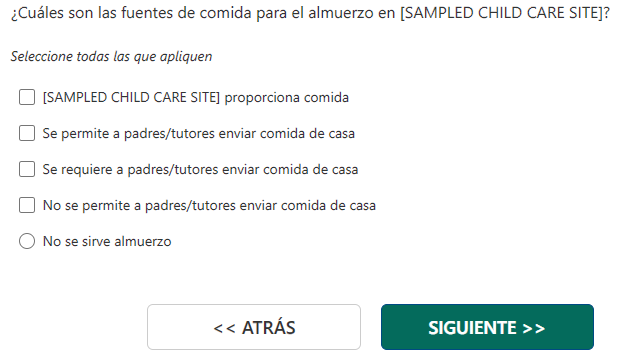 ¿Cuáles son las fuentes de comida para el almuerzo en [SAMPLED CHILD CARE SITE]?
Seleccione todas las que apliquen
[SAMPLED CHILD CARE SITE] proporciona comida
Se permite a padres/tutores enviar comida de casa
Se requiere a padres/tutores enviar comida de casa
No se permite a padres/tutores enviar comida de casa
No se sirve almuerzo
<< ATRÁS
SIGUIENTE >>